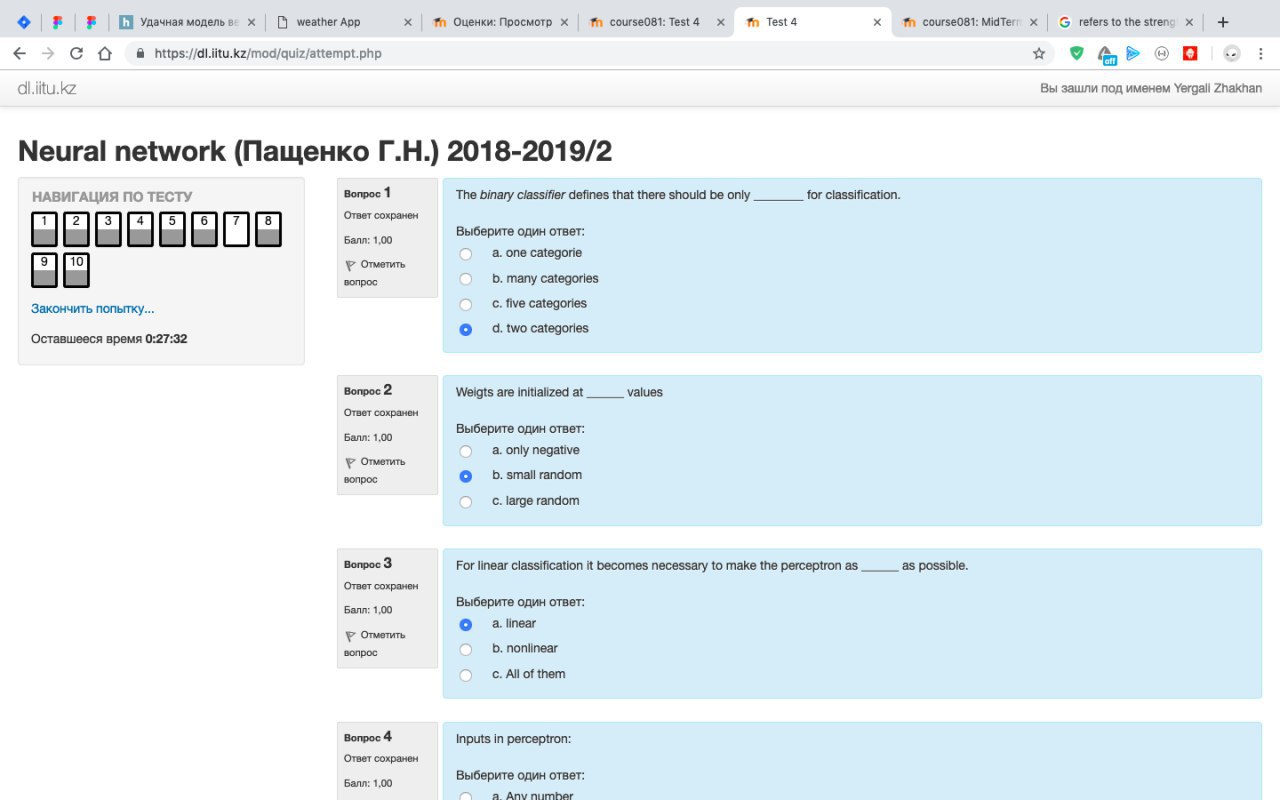 Удачная модель ве
weather App
Оценки: Просмотр
course081: Test 4
Test 4
course081: MidTerm
refers to the streng
https://dl.iitu.kz/mod/quiz/attempt.php
off
dl.iitu.kz
Вы зашли под именем Yergali Zhakhan
Neural network (Пащенко Г.Н.) 2018-2019/2
НАВИГАЦИЯ ПО ТЕСТУ
1 2 3 4 5 6 7 8
9 10
Закончить попытку...
Оставшееся время 0:27:32
Вопрос 1
Ответ сохранен
Балл: 1,00
Отметить
вопрос
The binary classifier defines that there should be only ________ for classification.
Выберите один ответ:
a. one categorie
b. many categories
c. five categories
d. two categories
Вопрос 2
Ответ сохранен
Балл: 1,00
Отметить
вопрос
Weigts are initialized at ______ values
Выберите один ответ:
a. only negative
b. small random
c. large random
Вопрос 3
Ответ сохранен
Балл: 1,00
Отметить
вопрос
For linear classification it becomes necessary to make the perceptron as ______ as possible.
Выберите один ответ:
a. linear
b. nonlinear
c. All of them
Вопрос 4
Ответ сохранен
Балл: 1,00
Inputs in perceptron:
Выберите один ответ:
a. Any number